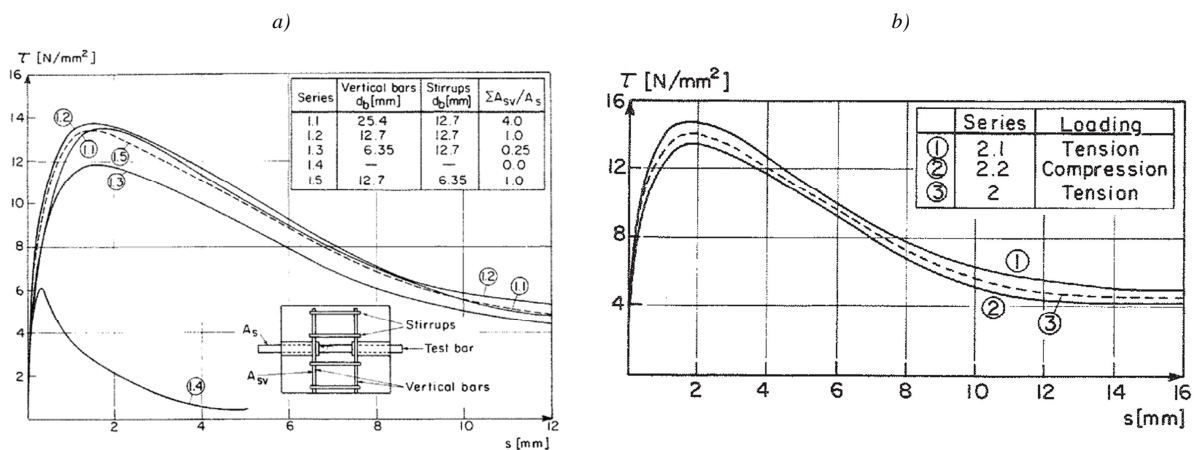 a)
τ [N/mm²]
16
14
12
10
8
6
4
2
2 4 6 8 10 12
s [mm]
1.2
1.1
1.5
1.3
1.4
1.2
1.1
Series Vertical bars d_b[mm] Stirrups d_b[mm] ΣA_sv/A_s
1.1 25.4 12.7 4.0
1.2 12.7 12.7 1.0
1.3 6.35 12.7 0.25
1.4 — — 0.0
1.5 12.7 6.35 1.0
A_s
A_sv
Stirrups
Test bar
Vertical bars
b)
τ [N/mm²]
16
12
8
4
2 4 6 8 10 12 14 16
s [mm]
Series Loading
① 2.1 Tension
② 2.2 Compression
③ 2 Tension
①
②
③